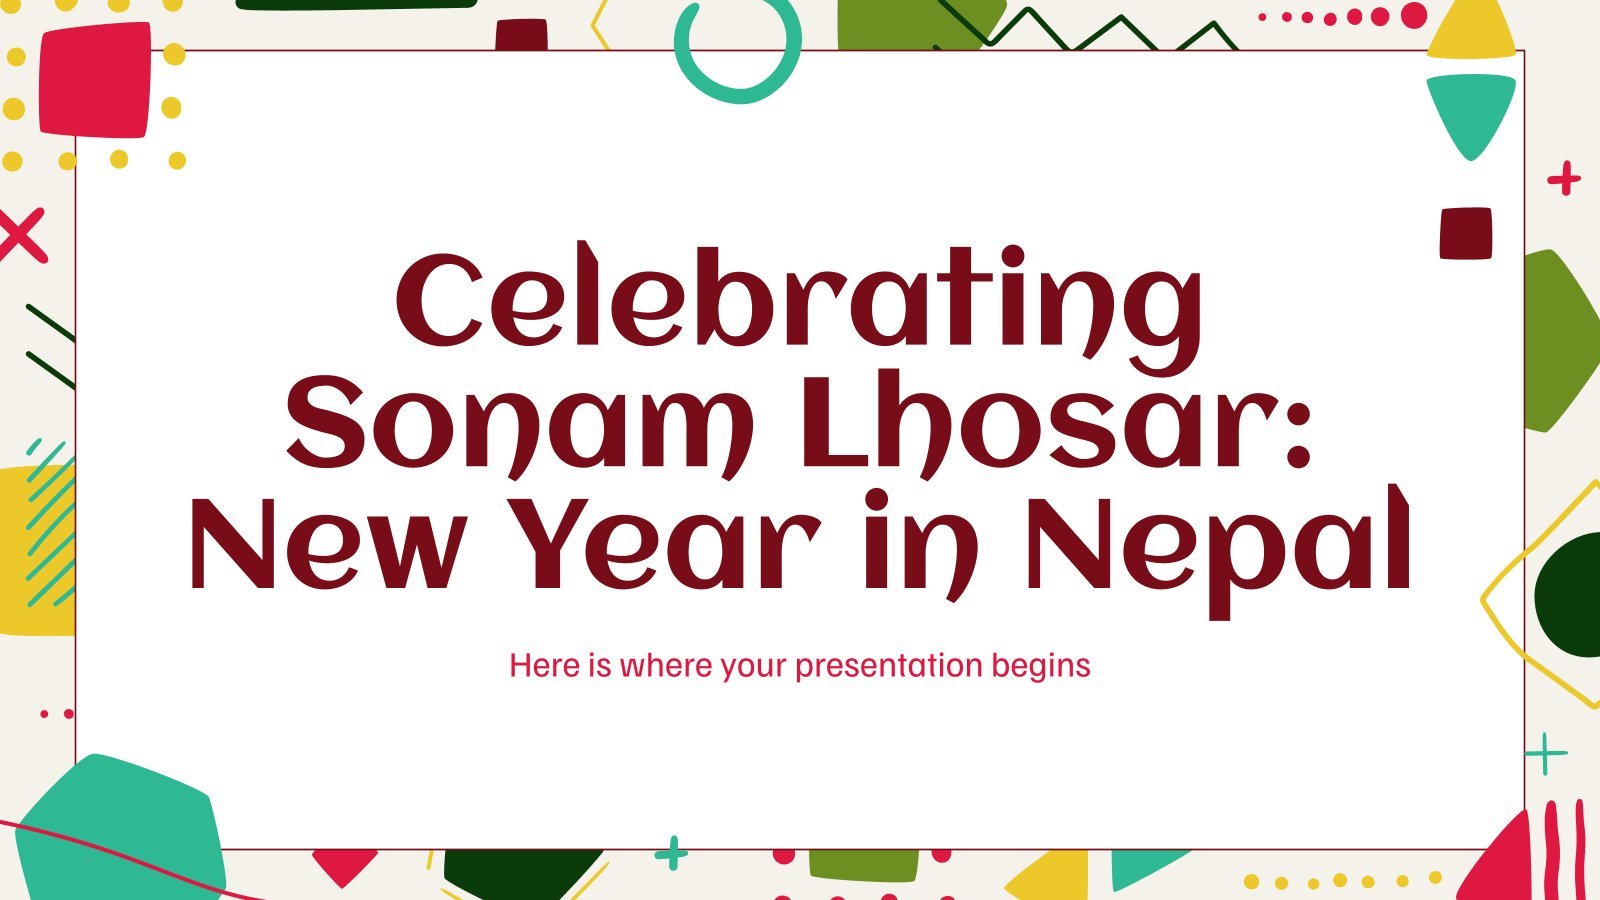 Celebrating
Sonam Lhosar:
New Year in Nepal
Here is where your presentation begins